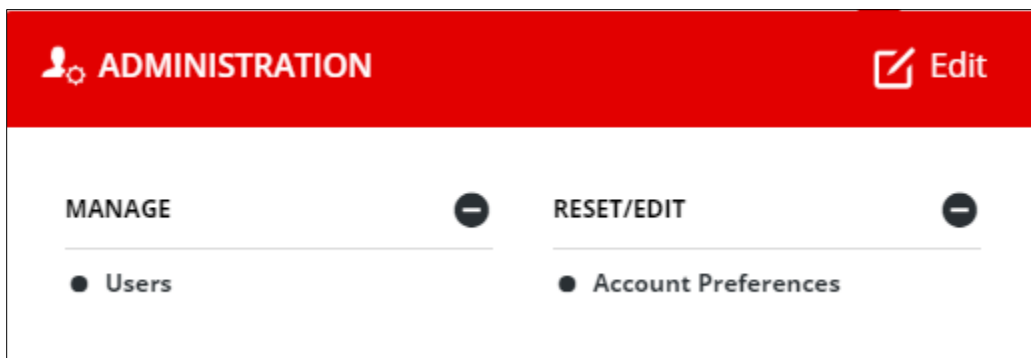 ADMINISTRATION
Edit
MANAGE
RESET/EDIT
Users
Account Preferences